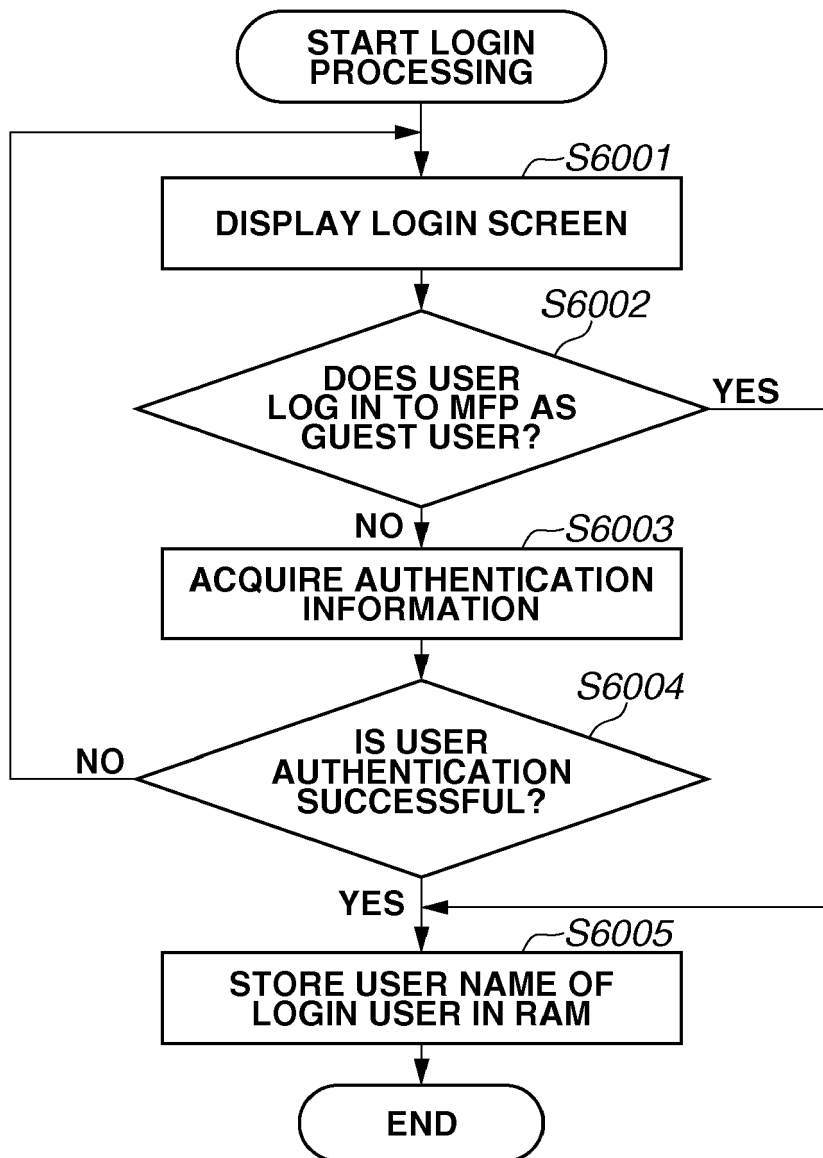 START LOGIN
PROCESSING
S6001
DISPLAY LOGIN SCREEN
S6002
DOES USER
LOG IN TO MFP AS
GUEST USER?
YES
NO
S6003
ACQUIRE AUTHENTICATION
INFORMATION
S6004
IS USER
AUTHENTICATION
SUCCESSFUL?
NO
YES
S6005
STORE USER NAME OF
LOGIN USER IN RAM
END